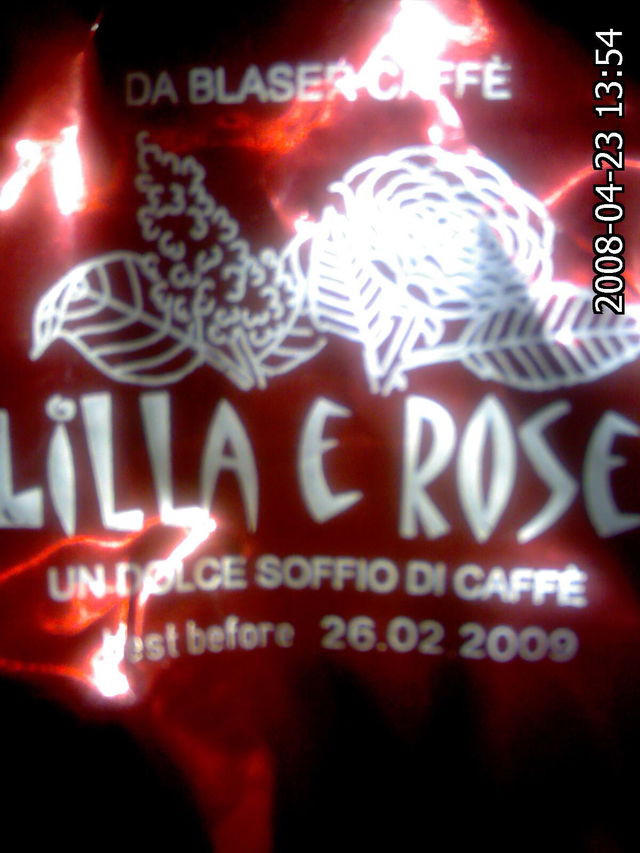 DA BLASER CAFFÈ
LILLA E ROSE
UN DOLCE SOFFIO DI CAFFÈ
Best before 26.02.2009
2008-04-23 13:54